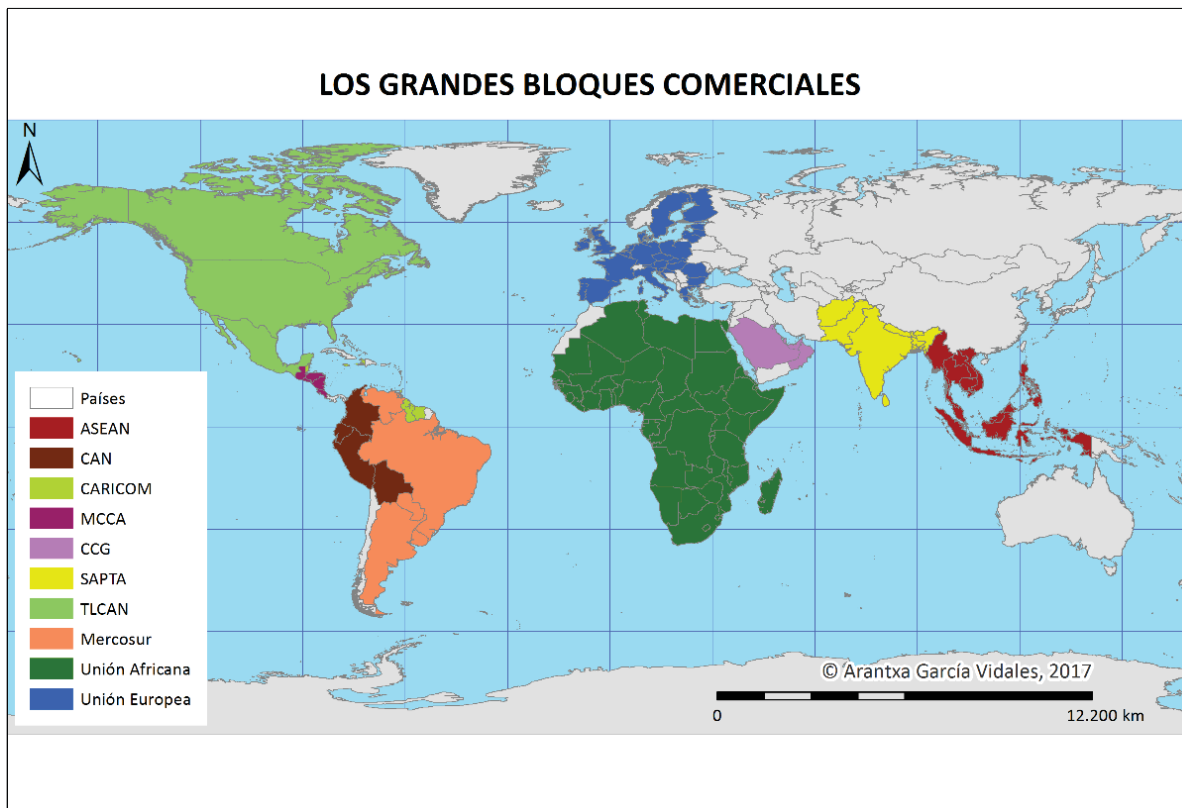 LOS GRANDES BLOQUES COMERCIALES
N
Países
ASEAN
CAN
CARICOM
MCCA
CCG
SAPTA
TLCAN
Mercosur
Unión Africana
Unión Europea
© Arantxa García Vidales, 2017
0 12.200 km